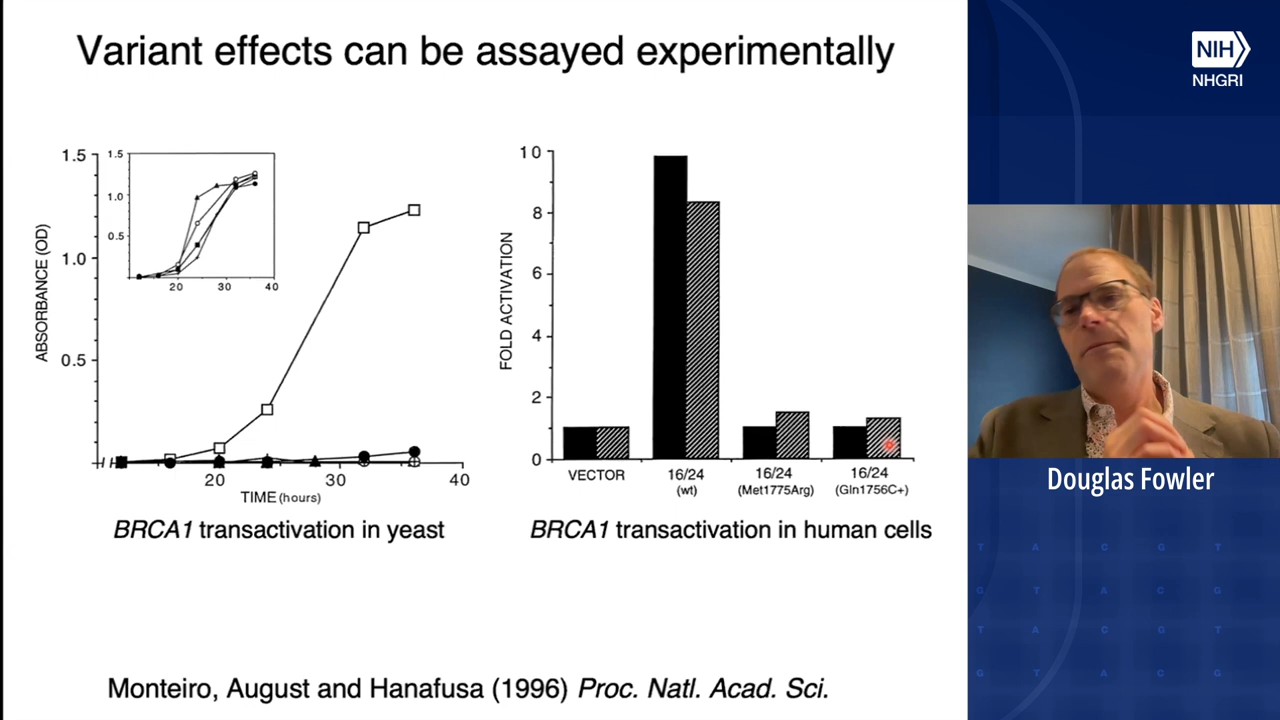 Variant effects can be assayed experimentally
1.5
1.0
0.5
ABSORBANCE (OD)
1.5
1.0
0.5
20
30
40
20
30
40
TIME (hours)
BRCA1 transactivation in yeast
10
8
6
4
2
0
FOLD ACTIVATION
VECTOR
16/24
(wt)
16/24
(Met1775Arg)
16/24
(Gln1756C+)
BRCA1 transactivation in human cells
Monteiro, August and Hanafusa (1996) Proc. Natl. Acad. Sci.
NIH
NHGRI
Douglas Fowler
T A C G T
G T A C G
T A C G T
G T A C G